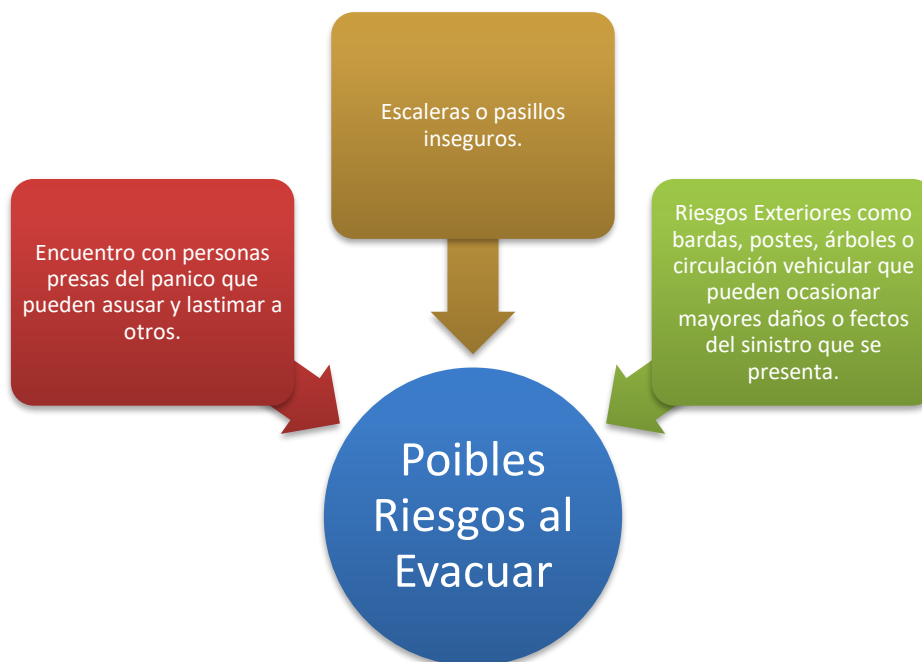 Escaleras o pasillos
inseguros.
Encuentro con personas
presas del panico que
pueden asusar y lastimar a
otros.
Riesgos Exteriores como
bardas, postes, árboles o
circulación vehicular que
pueden ocasionar
mayores daños o fectos
del sinistro que se
presenta.
Poibles
Riesgos al
Evacuar